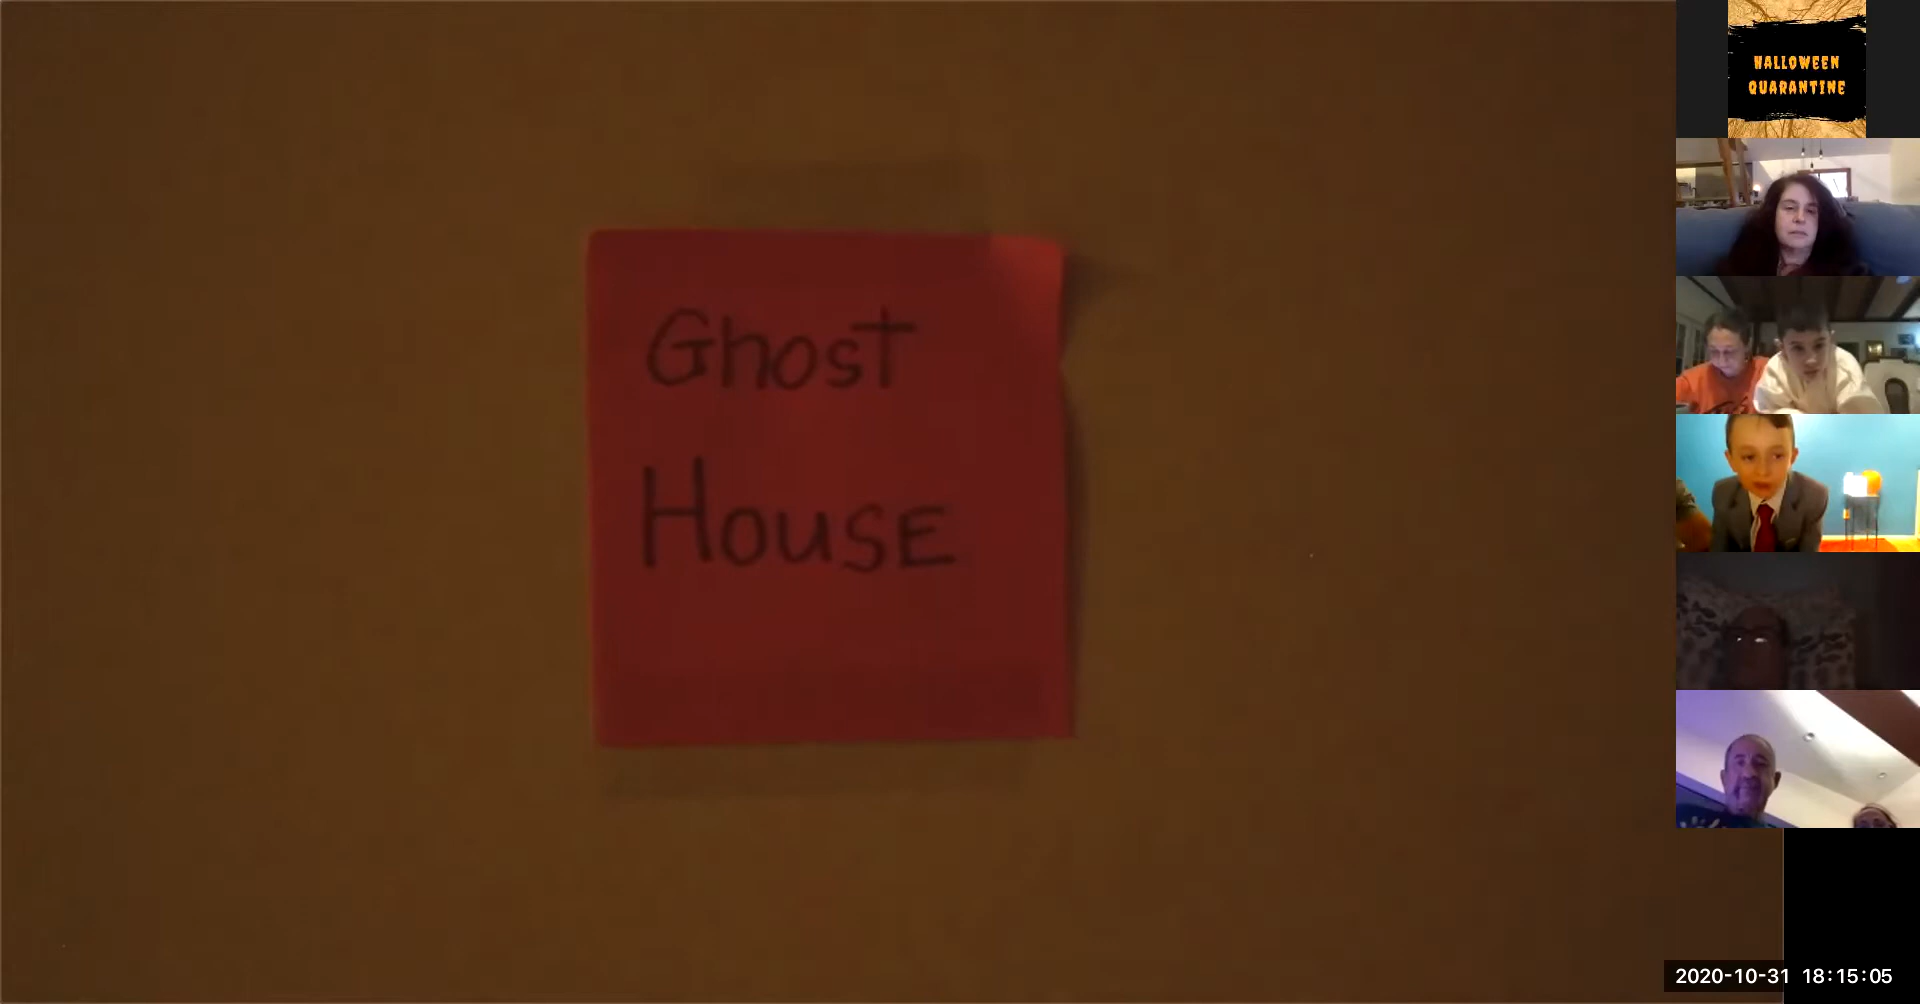 Ghost
House
HALLOWEEN
QUARANTINE
2020-10-31 18:15:05